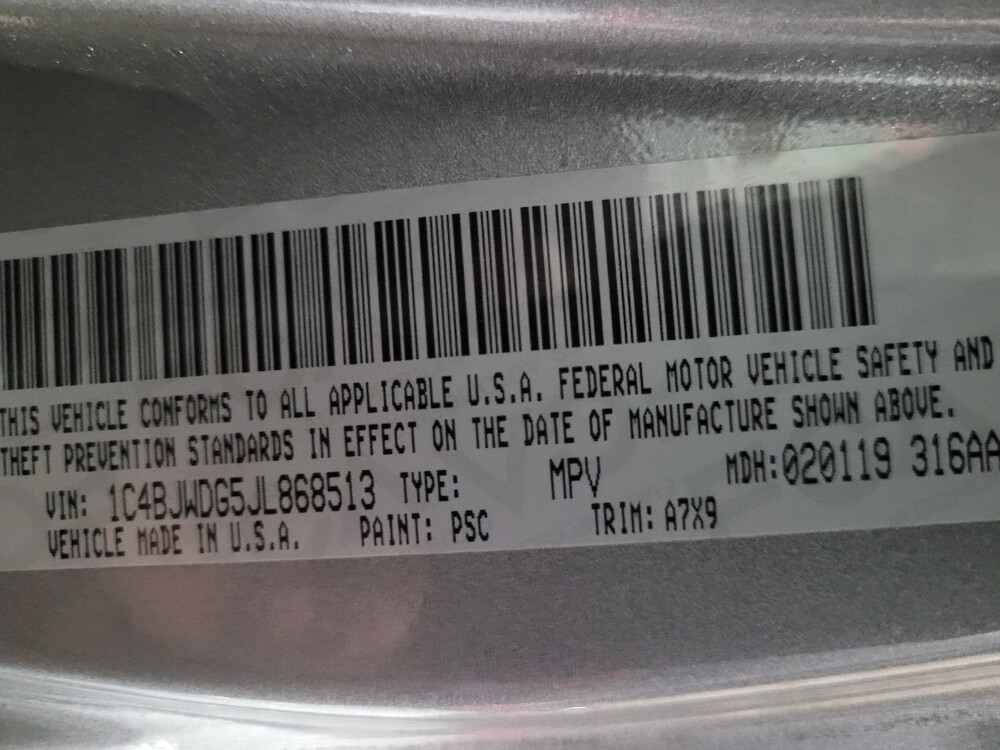 THIS VEHICLE CONFORMS TO ALL APPLICABLE U.S.A. FEDERAL MOTOR VEHICLE SAFETY AND
THEFT PREVENTION STANDARDS IN EFFECT ON THE DATE OF MANUFACTURE SHOWN ABOVE.
VIN: 1C4BJWDG5JL868513 TYPE: MPV MDH:020119 316AA
VEHICLE MADE IN U.S.A. PAINT: PSC TRIM: A7X9